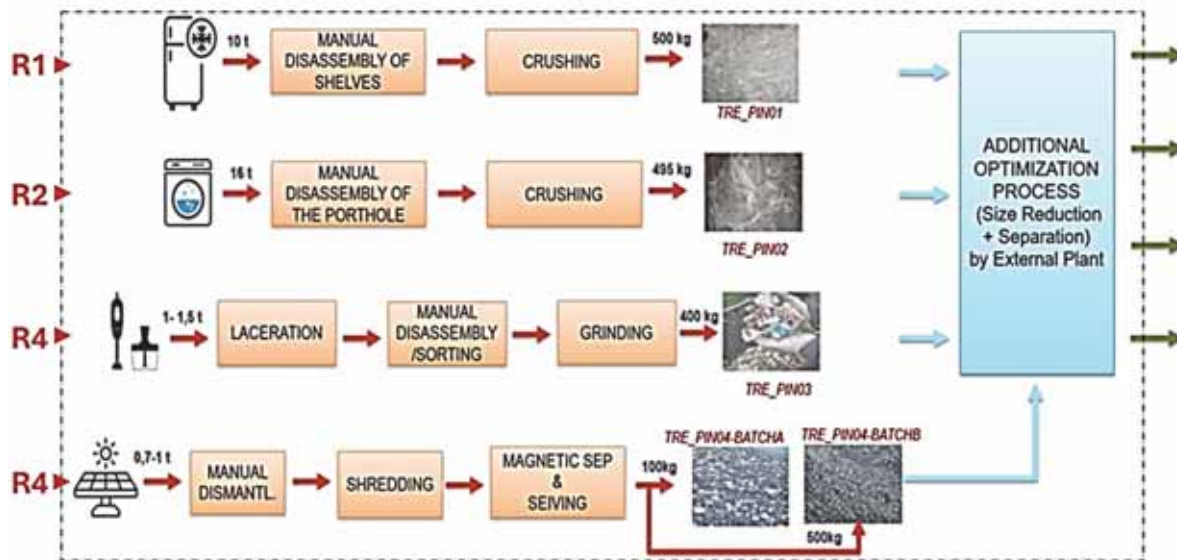 R1
10 t
MANUAL
DISASSEMBLY OF
SHELVES
CRUSHING
500 kg
TRE_PIN01
R2
16 t
MANUAL
DISASSEMBLY OF
THE PORTHOLE
CRUSHING
495 kg
TRE_PIN02
R4
1- 1,5 t
LACERATION
MANUAL
DISASSEMBLY
/SORTING
GRINDING
400 kg
TRE_PIN03
R4
0,7-1 t
MANUAL
DISMANTL.
SHREDDING
MAGNETIC SEP
&
SEIVING
100kg
TRE_PIN04-BATCHA
TRE_PIN04-BATCHB
500kg
ADDITIONAL
OPTIMIZATION
PROCESS
(Size Reduction
+ Separation)
by External Plant